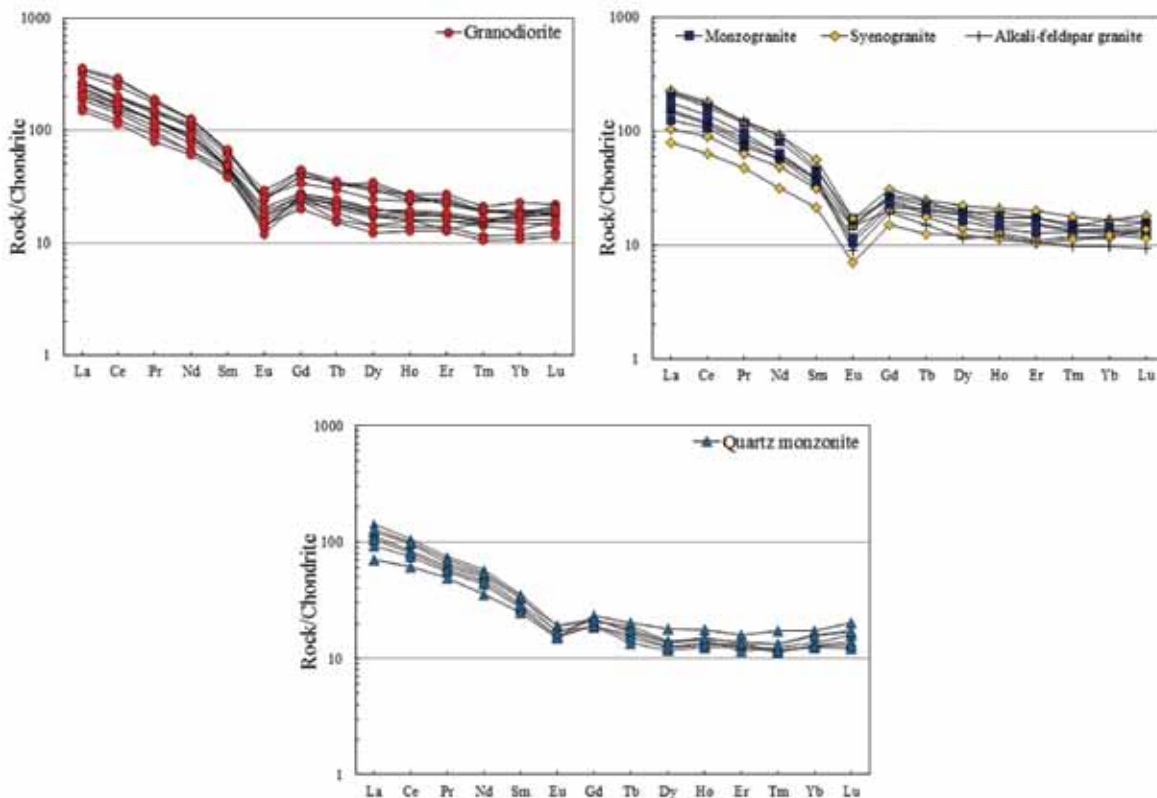 1000
Granodiorite
100
Rock/Chondrite
10
1
La Ce Pr Nd Sm Eu Gd Tb Dy Ho Er Tm Yb Lu
1000
Monzogranite Syenogranite Alkali-feldspar granite
100
Rock/Chondrite
10
1
La Ce Pr Nd Sm Eu Gd Tb Dy Ho Er Tm Yb Lu
1000
Quartz monzonite
100
Rock/Chondrite
10
1
La Ce Pr Nd Sm Eu Gd Tb Dy Ho Er Tm Yb Lu